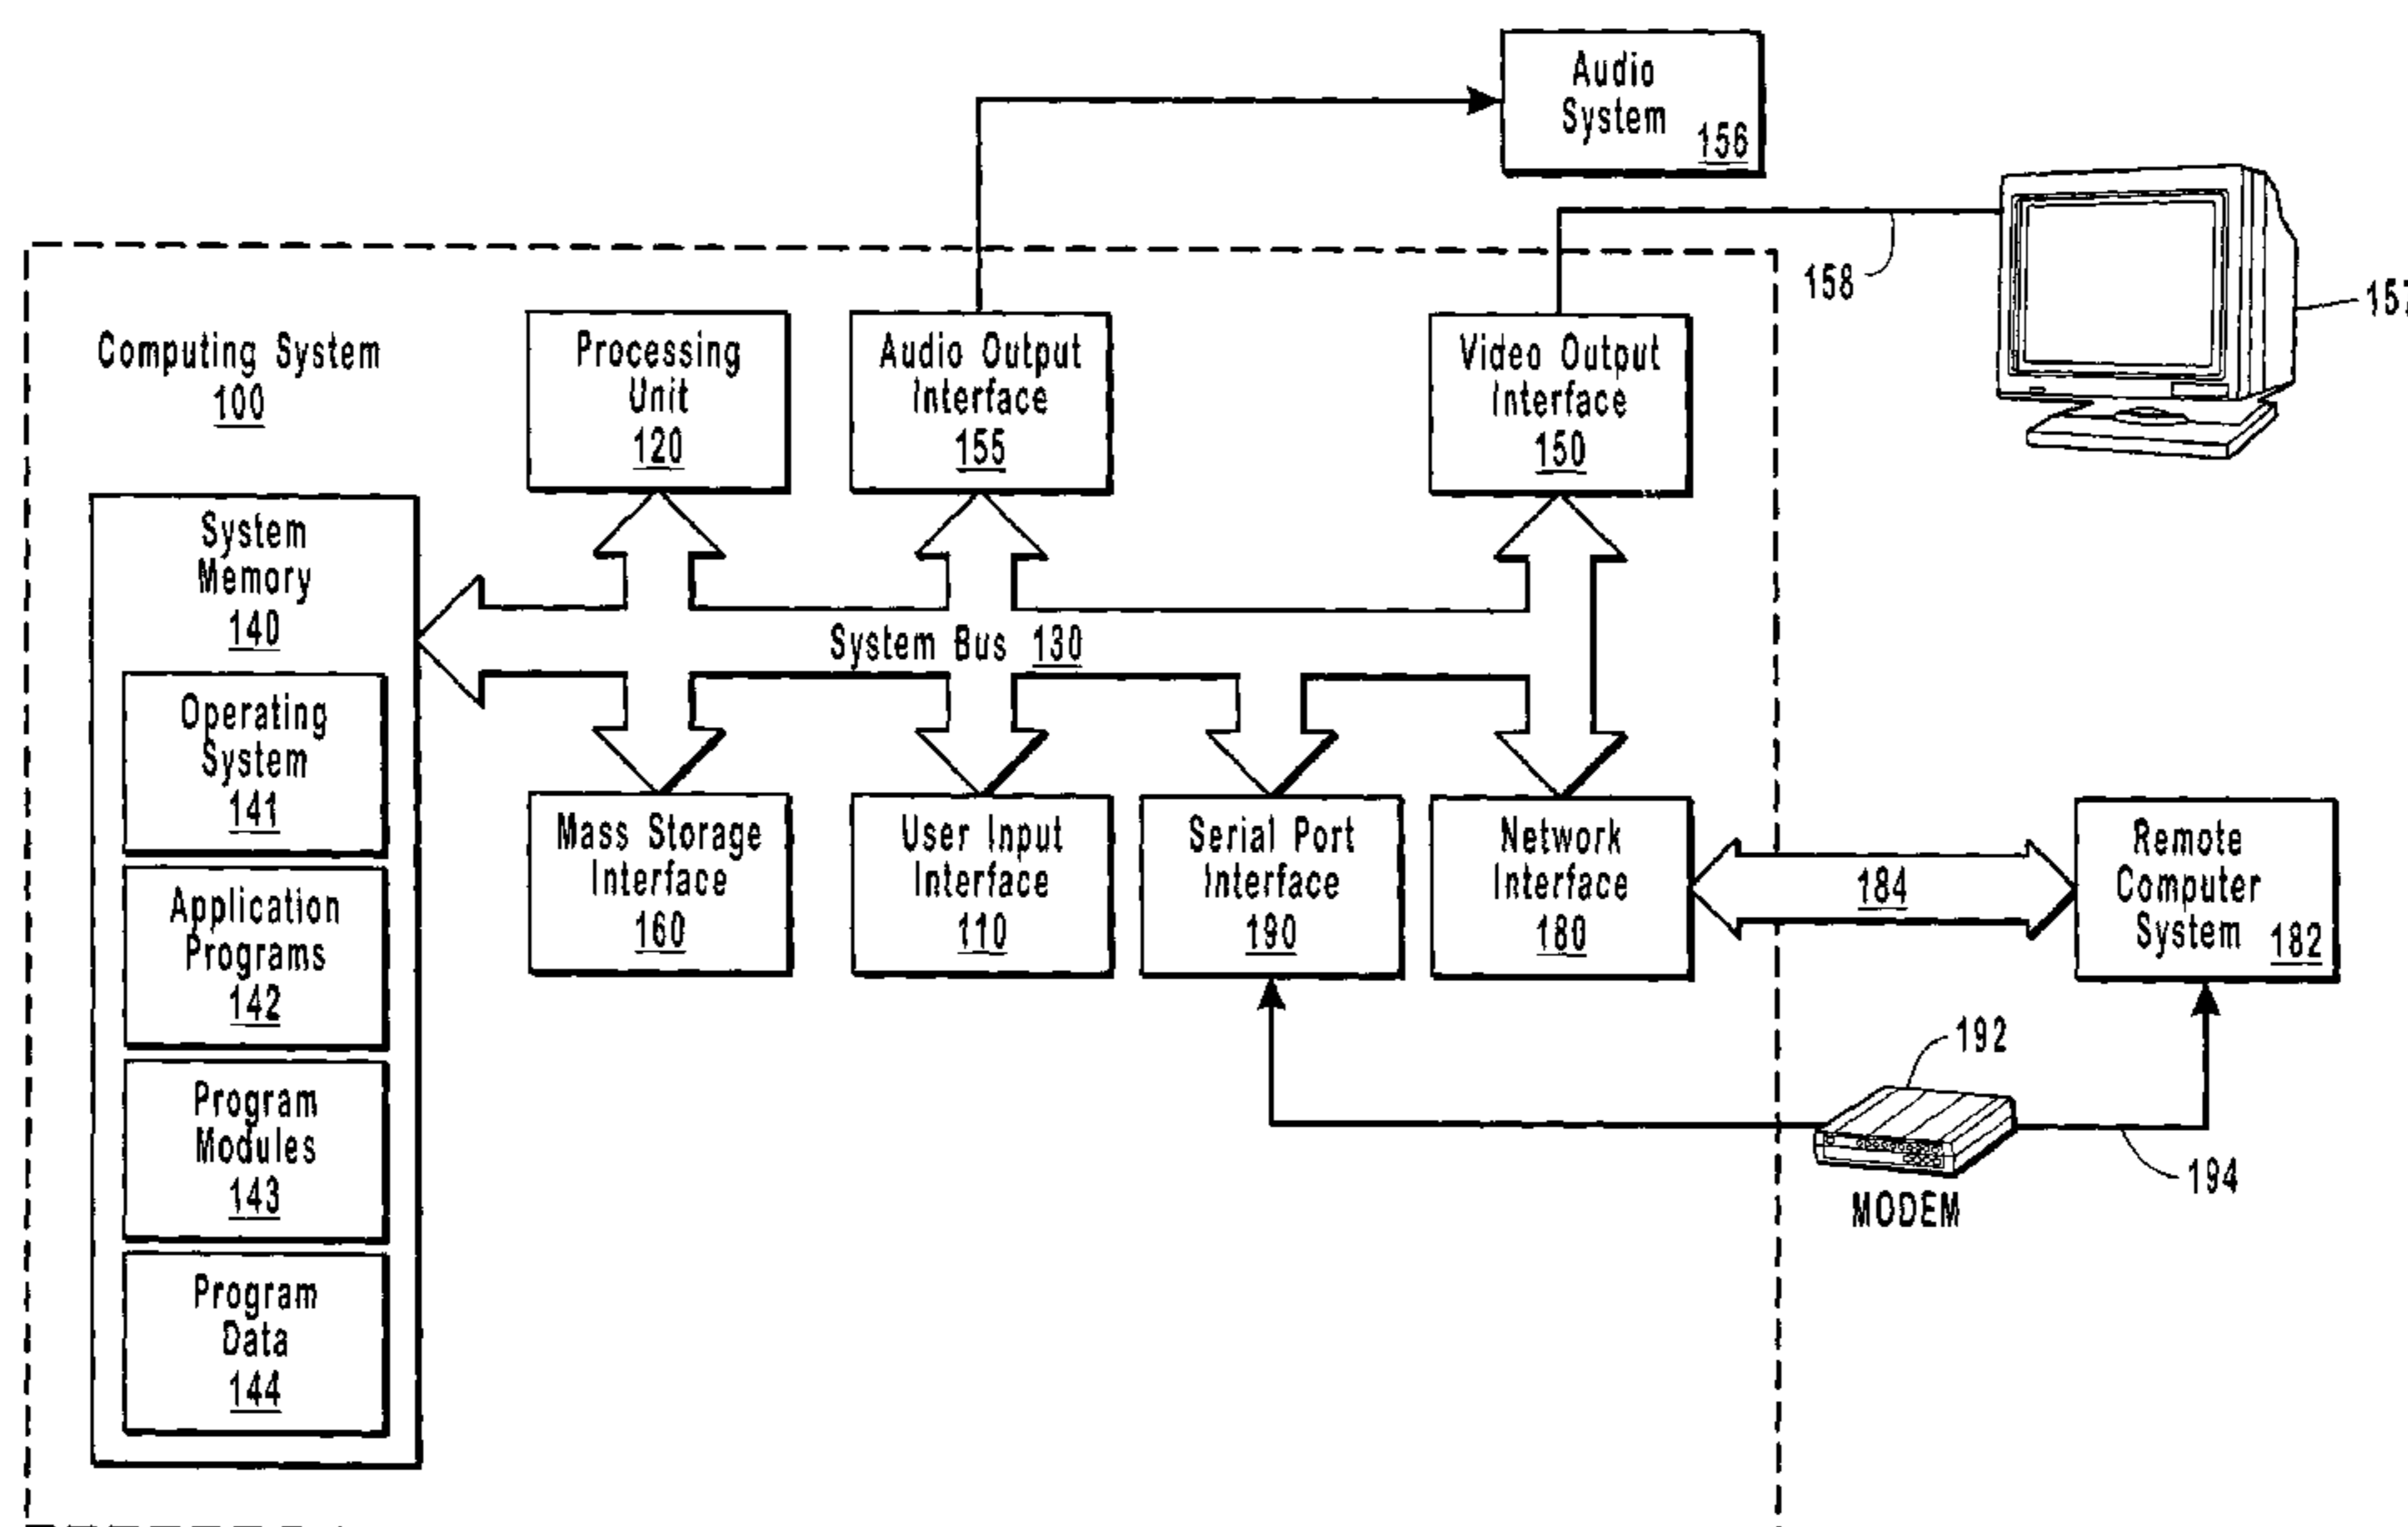 Audio
System
156
158
157
Computing System
100
Processing
Unit
120
Audio Output
Interface
155
Video Output
Interface
150
System
Memory
140
System Bus 130
Operating
System
141
Application
Programs
142
Program
Modules
143
Program
Data
144
Mass Storage
Interface
160
User Input
Interface
110
Serial Port
Interface
190
Network
Interface
180
184
Remote
Computer
System 182
192
194
MODEM